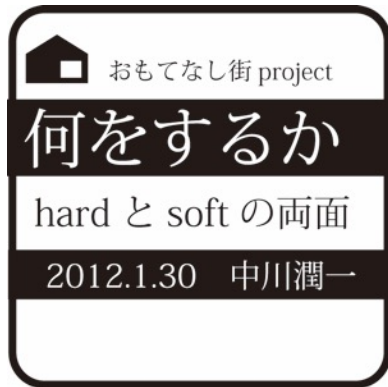 おもてなし街 project
何をするか
hard と soft の両面
2012.1.30　中川潤一